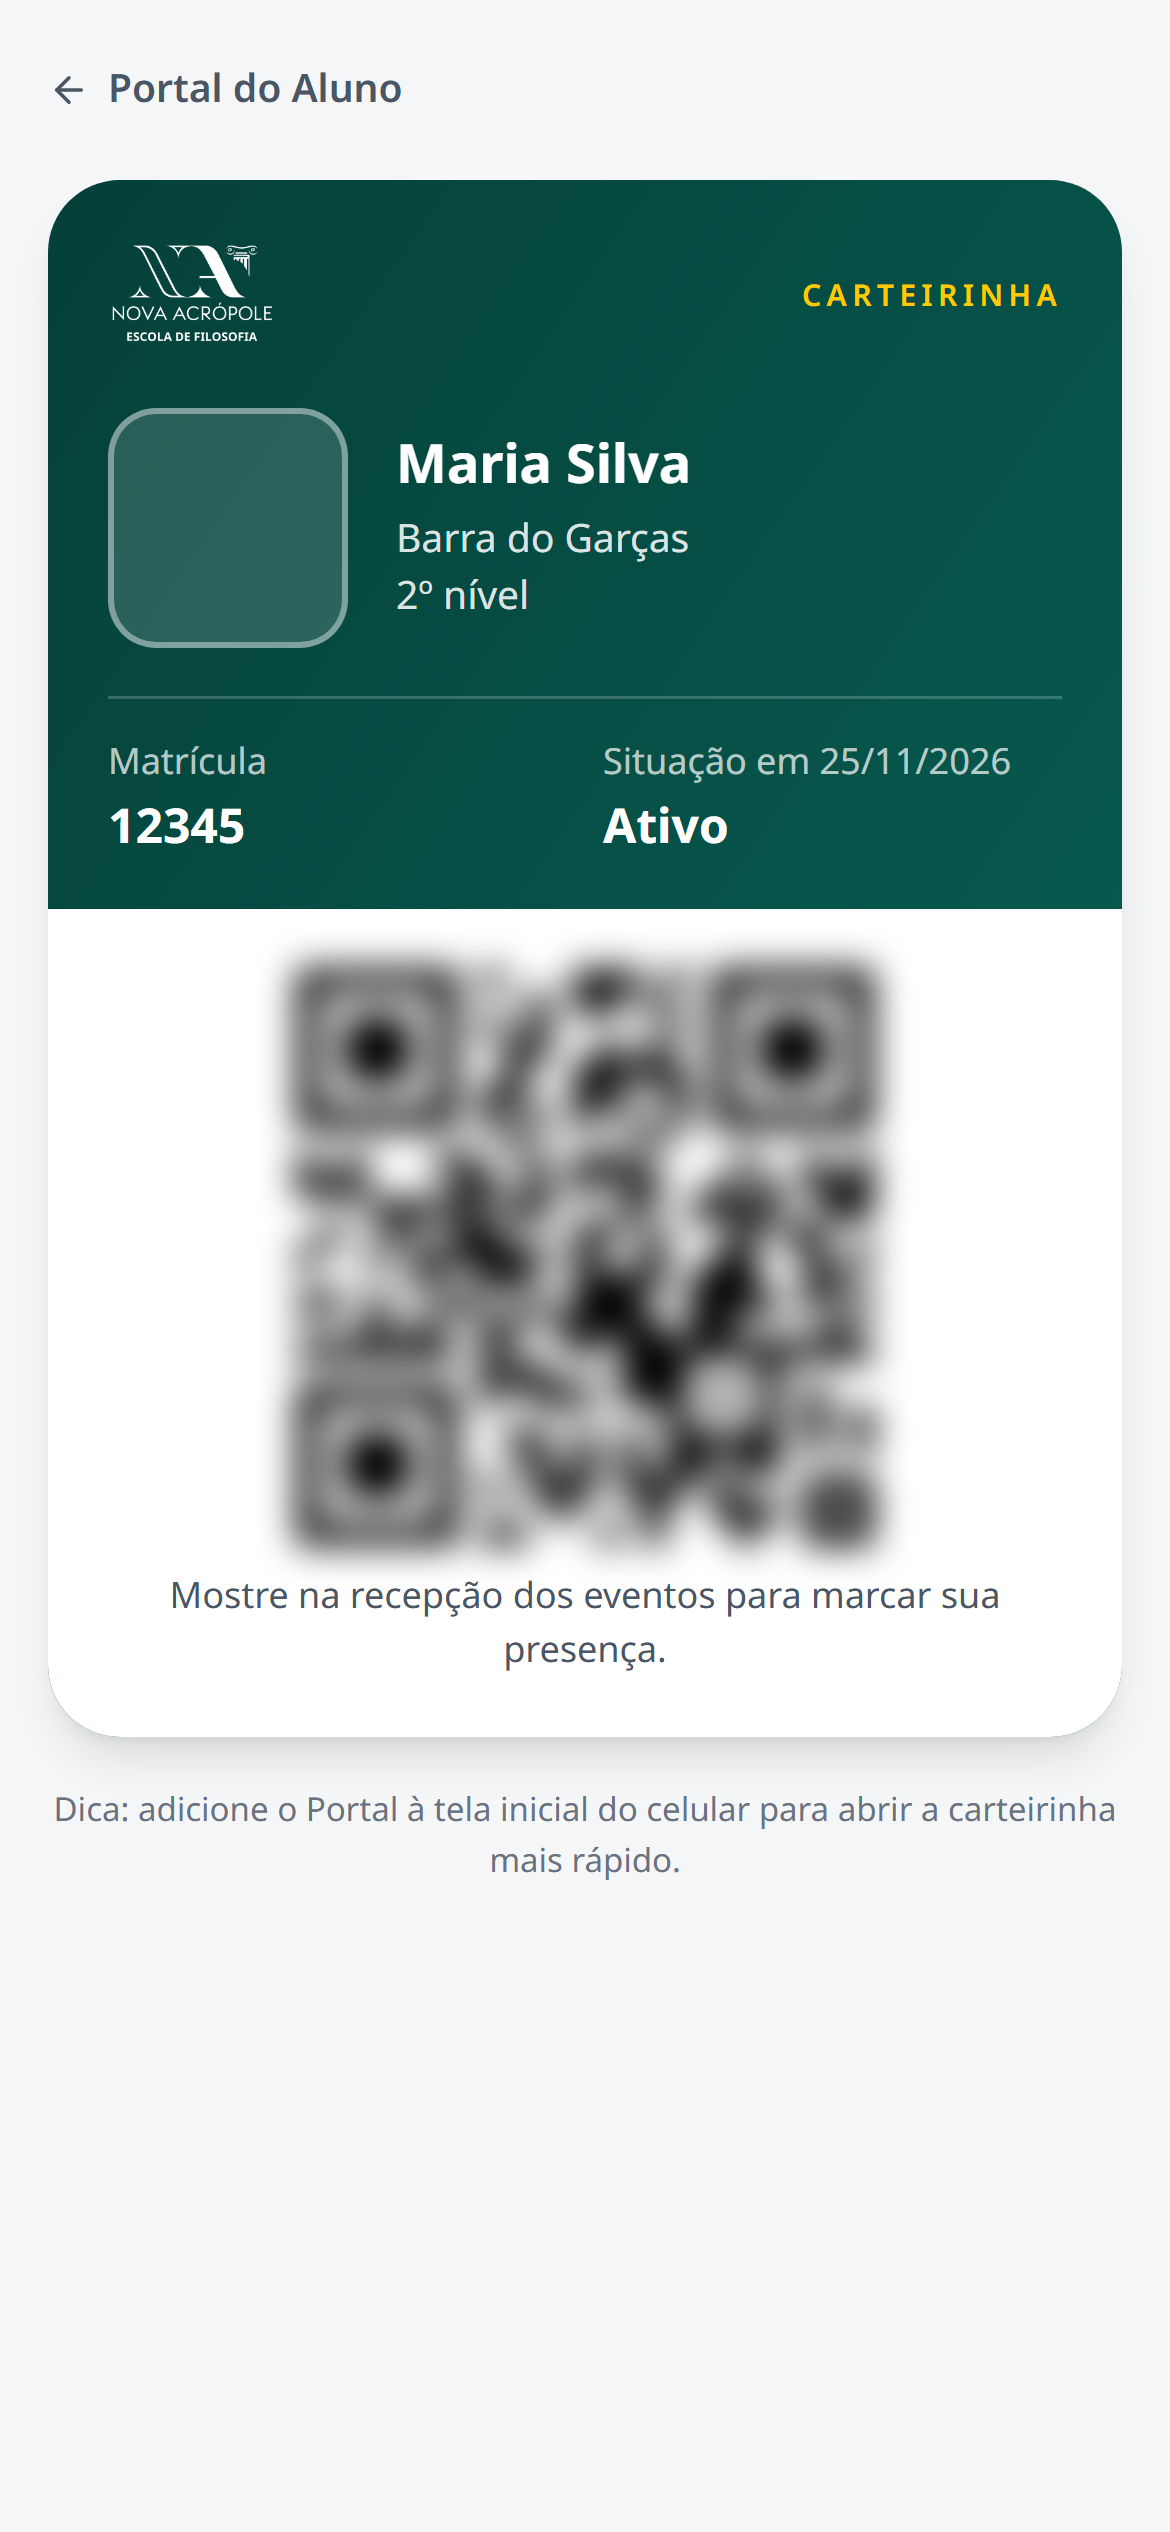 Portal do Aluno
NOVA ACRÓPOLE
ESCOLA DE FILOSOFIA
CARTEIRINHA
Maria Silva
Barra do Garças
2º nível
Matrícula
12345
Situação em 25/11/2026
Ativo
Mostre na recepção dos eventos para marcar sua
presença.
Dica: adicione o Portal à tela inicial do celular para abrir a carteirinha
mais rápido.